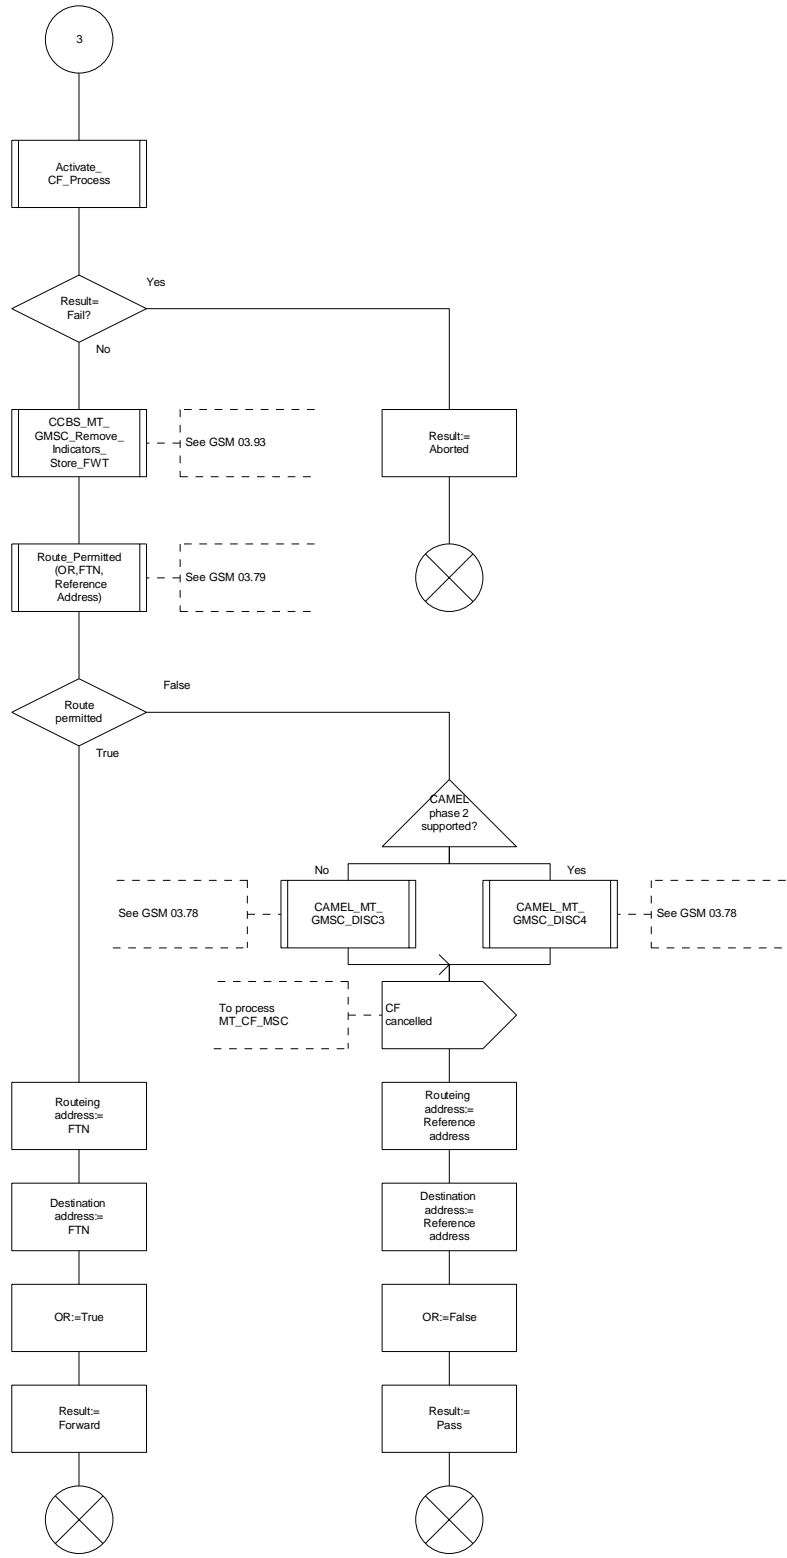 3
Activate_
CF_Process
Yes
Result=
Fail?
No
CCBS_MT_
GMSC_Remove_
Indicators_
Store_FWT
See GSM 03.93
Result:=
Aborted
Route_Permitted
(OR,FTN,
Reference
Address)
See GSM 03.79
False
Route
permitted
True
CAMEL
phase 2
supported?
No
Yes
See GSM 03.78
CAMEL_MT_
GMSC_DISC3
CAMEL_MT_
GMSC_DISC4
See GSM 03.78
To process
MT_CF_MSC
CF
cancelled
Routeing
address:=
FTN
Routeing
address:=
Reference
address
Destination
address:=
FTN
Destination
address:=
Reference
address
OR:=True
OR:=False
Result:=
Forward
Result:=
Pass